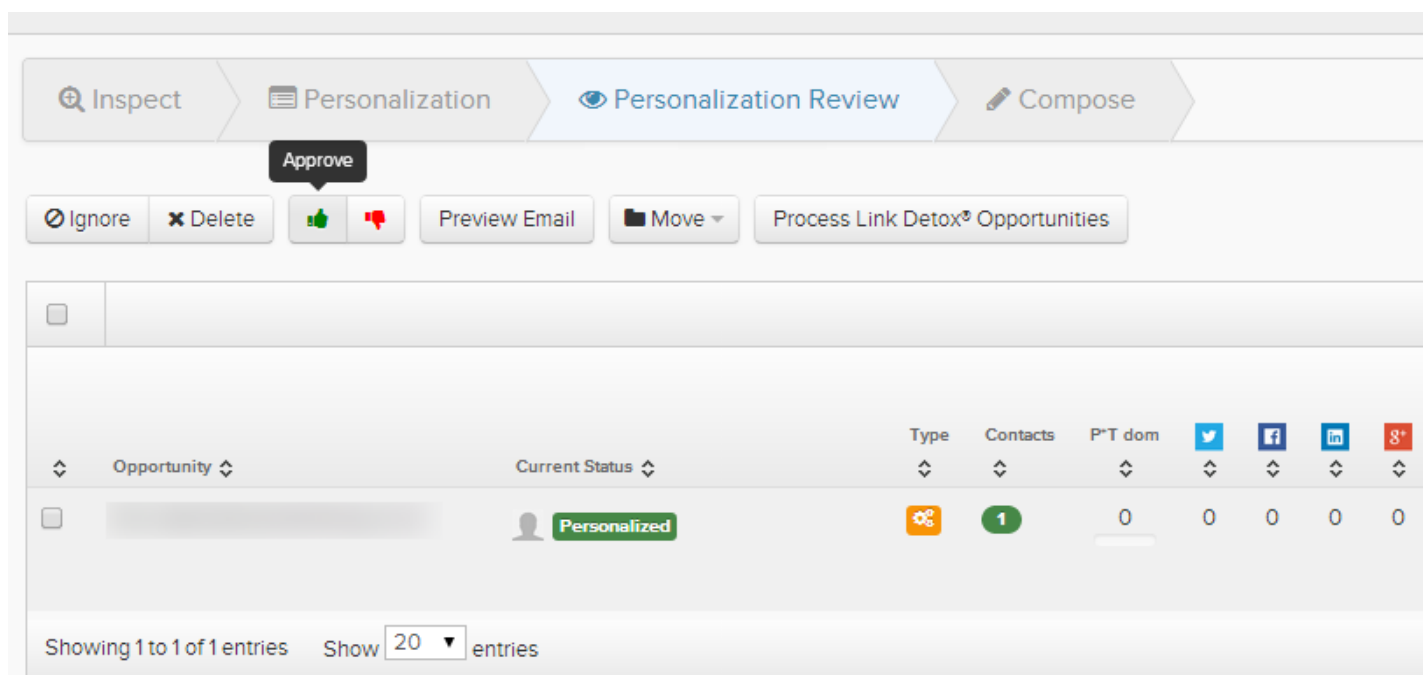 Inspect Personalization Personalization Review Compose
Approve
Ignore Delete Preview Email Move Process Link Detox® Opportunities
Type Contacts P*T dom
Opportunity Current Status
Personalized 1 0 0 0 0 0
Showing 1 to 1 of 1 entries Show 20 entries